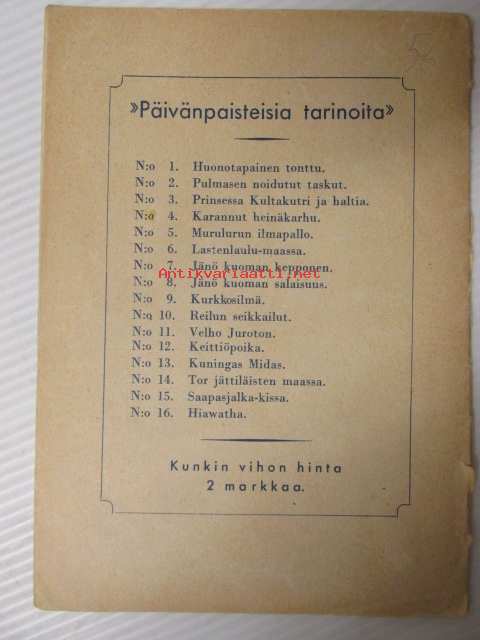 »Päivänpaisteisia tarinoita»
N:o 1. Huonotapainen tonttu.
N:o 2. Pulmasen noidutut taskut.
N:o 3. Prinsessa Kultakutri ja haltia.
N:o 4. Karannut heinäkarhu.
N:o 5. Murulurun ilmapallo.
N:o 6. Lastenlaulu-maassa.
N:o 7. Jänö kuoman kepponen.
Antikvariaatti.net
N:o 8. Jänö kuoman salaisuus.
N:o 9. Kurkkosilmä.
N:o 10. Reilun seikkailut.
N:o 11. Velho Juroton.
N:o 12. Keittiöpoika.
N:o 13. Kuningas Midas.
N:o 14. Tor jättiläisten maassa.
N:o 15. Saapasjalka-kissa.
N:o 16. Hiawatha.
Kunkin vihon hinta
2 markkaa.